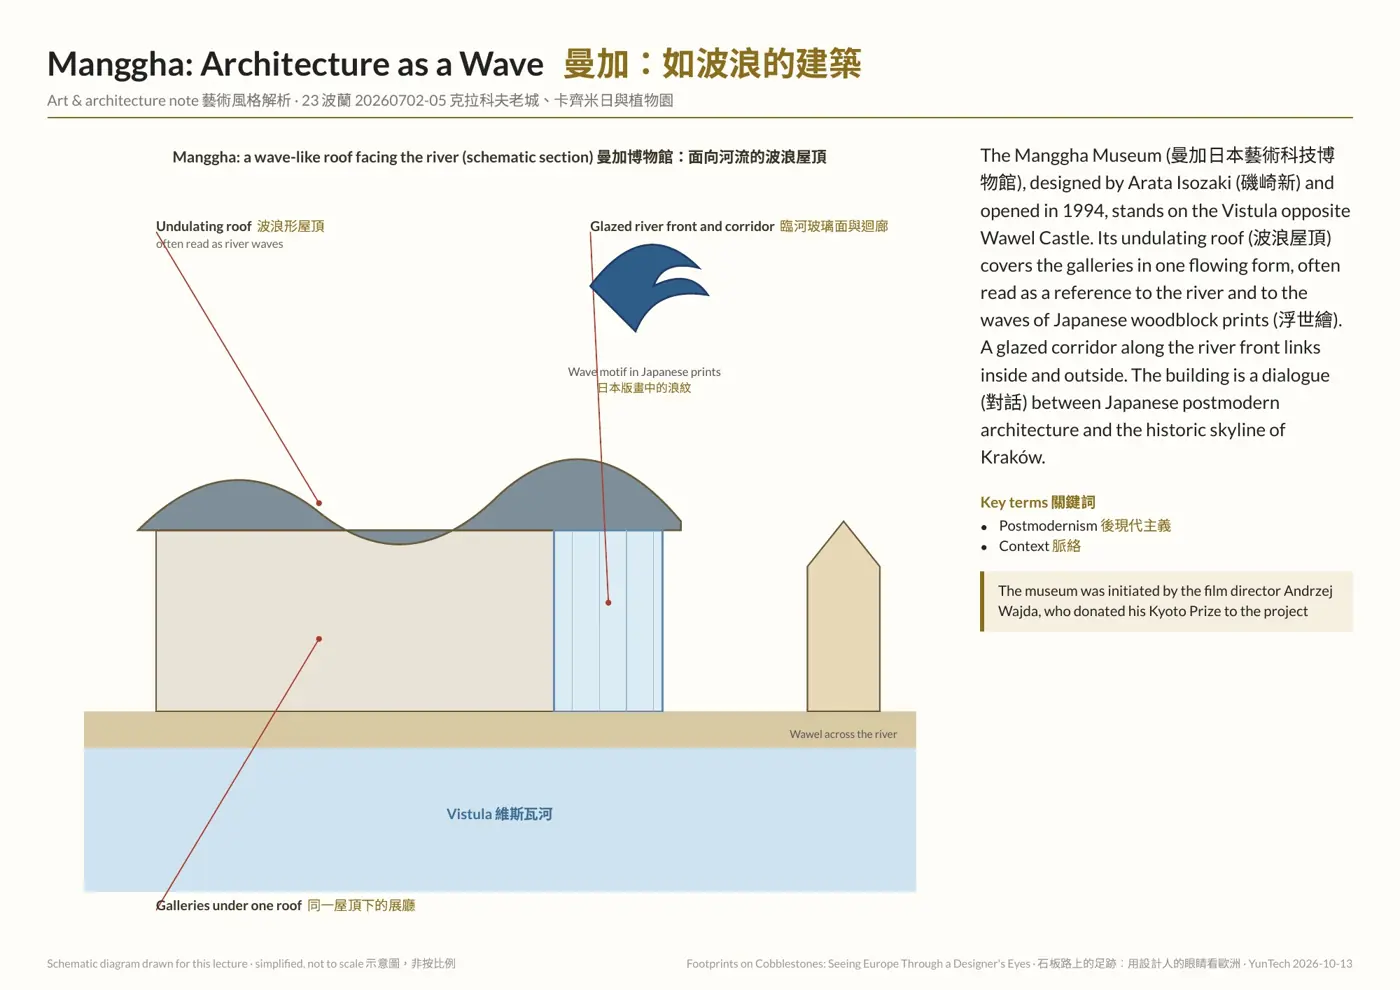 Manggha: Architecture as a Wave 曼加：如波浪的建築
Art & architecture note 藝術風格解析 · 23 波蘭 20260702-05 克拉科夫老城、卡齊米日與植物園
Manggha: a wave-like roof facing the river (schematic section) 曼加博物館：面向河流的波浪屋頂
Undulating roof 波浪形屋頂
often read as river waves
Glazed river front and corridor 臨河玻璃面與迴廊
Wave motif in Japanese prints
日本版畫中的浪紋
Wawel across the river
Vistula 維斯瓦河
Galleries under one roof 同一屋頂下的展廳
The Manggha Museum (曼加日本藝術科技博
物館), designed by Arata Isozaki (磯崎新) and
opened in 1994, stands on the Vistula opposite
Wawel Castle. Its undulating roof (波浪屋頂)
covers the galleries in one flowing form, often
read as a reference to the river and to the
waves of Japanese woodblock prints (浮世繪).
A glazed corridor along the river front links
inside and outside. The building is a dialogue
(對話) between Japanese postmodern
architecture and the historic skyline of
Kraków.
Key terms 關鍵詞
• Postmodernism 後現代主義
• Context 脈絡
The museum was initiated by the film director Andrzej
Wajda, who donated his Kyoto Prize to the project
Schematic diagram drawn for this lecture · simplified, not to scale 示意圖，非按比例
Footprints on Cobblestones: Seeing Europe Through a Designer's Eyes · 石板路上的足跡：用設計人的眼睛看歐洲 · YunTech 2026-10-13